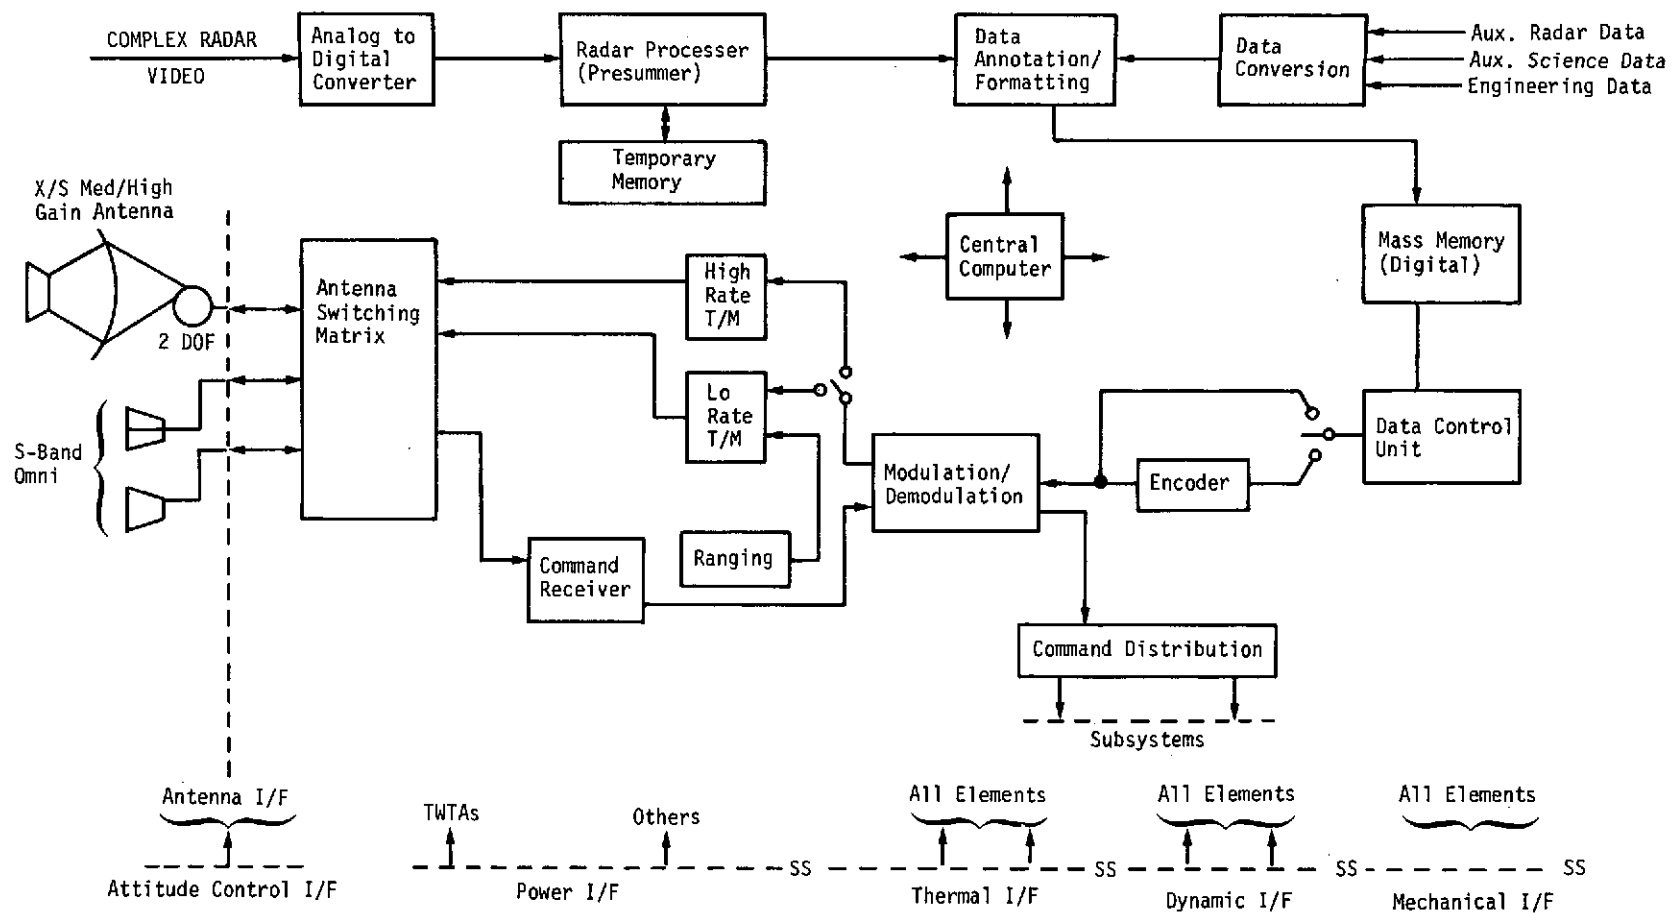 COMPLEX RADAR
VIDEO
Analog to
Digital
Converter
Radar Processer
(Presummer)
Data
Annotation/
Formatting
Data
Conversion
Aux. Radar Data
Aux. Science Data
Engineering Data
Temporary
Memory
X/S Med/High
Gain Antenna
2 DOF
Antenna
Switching
Matrix
High
Rate
T/M
Central
Computer
Mass Memory
(Digital)
Lo
Rate
T/M
S-Band
Omni
Modulation/
Demodulation
Encoder
Data Control
Unit
Ranging
Command
Receiver
Command Distribution
Subsystems
Antenna I/F
TWTAs
Others
All Elements
All Elements
All Elements
SS
SS
SS
SS
Attitude Control I/F
Power I/F
Thermal I/F
Dynamic I/F
Mechanical I/F